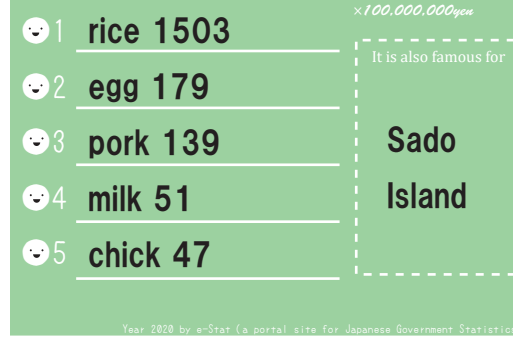 ×100,000,000yen
1 rice 1503
2 egg 179
3 pork 139
4 milk 51
5 chick 47
It is also famous for
Sado
Island
Year 2020 by e-Stat (a portal site for Japanese Government Statistics